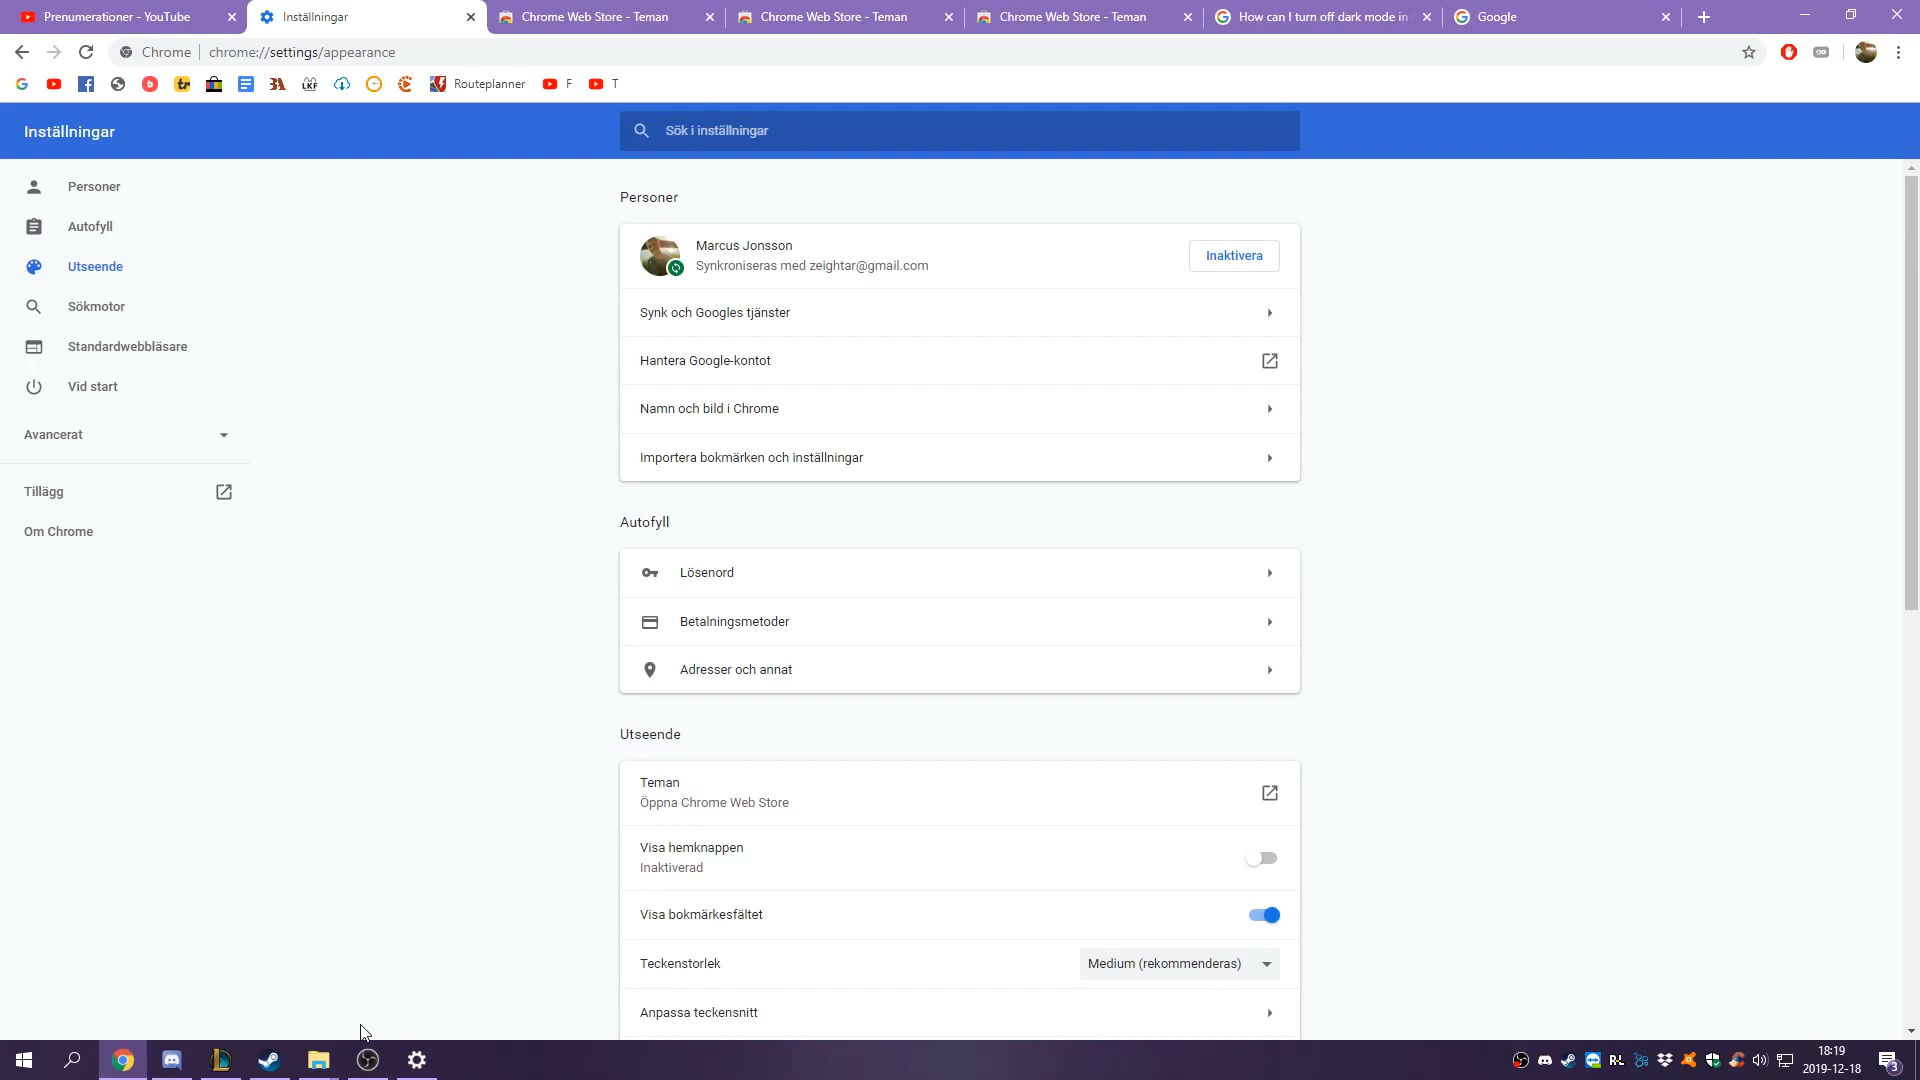 Prenumerationer - YouTube
Inställningar
Chrome Web Store - Teman
Chrome Web Store - Teman
Chrome Web Store - Teman
How can I turn off dark mode in
Google
Chrome
chrome://settings/appearance
Routeplanner
F
T
Inställningar
Sök i inställningar
Personer
Autofyll
Utseende
Sökmotor
Standardwebbläsare
Vid start
Avancerat
Tillägg
Om Chrome
Personer
Marcus Jonsson
Synkroniseras med zeightar@gmail.com
Inaktivera
Synk och Googles tjänster
Hantera Google-kontot
Namn och bild i Chrome
Importera bokmärken och inställningar
Autofyll
Lösenord
Betalningsmetoder
Adresser och annat
Utseende
Teman
Öppna Chrome Web Store
Visa hemknappen
Inaktiverad
Visa bokmärkesfältet
Teckenstorlek
Medium (rekommenderas)
Anpassa teckensnitt
18:19
2019-12-18
3